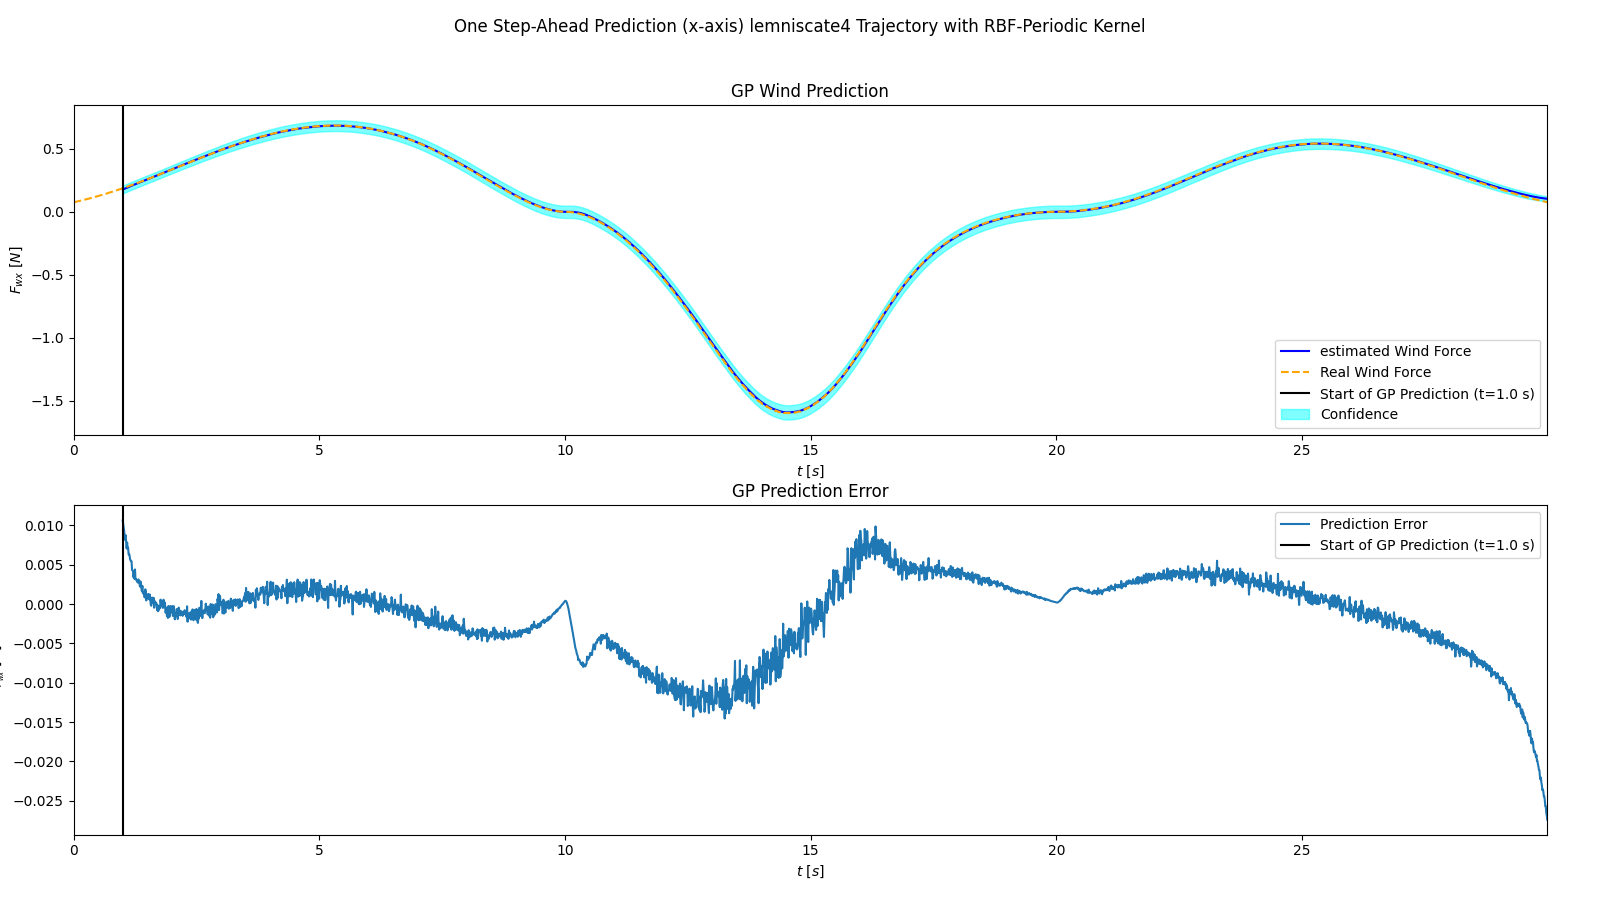 One Step-Ahead Prediction (x-axis) lemniscate4 Trajectory with RBF-Periodic Kernel
GP Wind Prediction
0.5
0.0
−0.5
−1.0
−1.5
F_wx [N]
estimated Wind Force
Real Wind Force
Start of GP Prediction (t=1.0 s)
Confidence
0 5 10 15 20 25
t [s]
GP Prediction Error
0.010
0.005
0.000
−0.005
−0.010
−0.015
−0.020
−0.025
Prediction Error
Start of GP Prediction (t=1.0 s)
0 5 10 15 20 25
t [s]